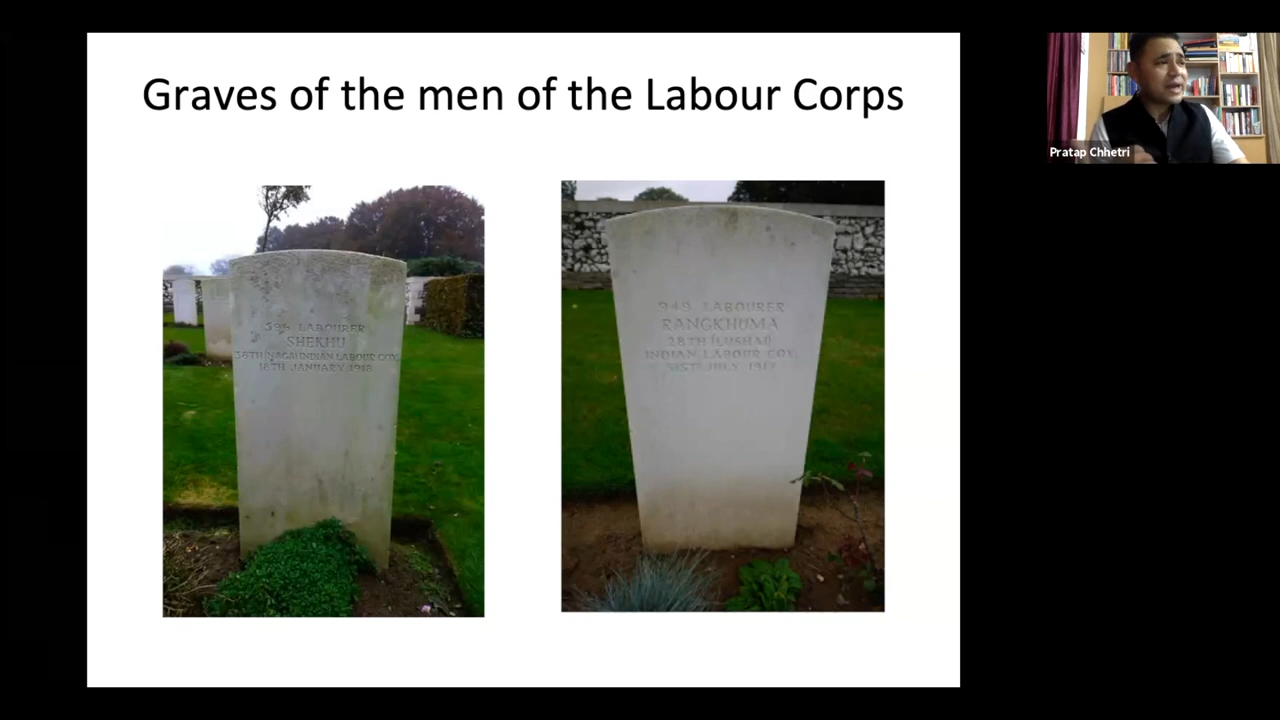 Graves of the men of the Labour Corps
Pratap Chhetri
LABOURER
SHEKHU
INDIAN LABOUR COY.
18TH JANUARY 1918
949 LABOURER
RANGKHUMA
28TH (LUSHAI)
INDIAN LABOUR COY.
31ST JULY 1917